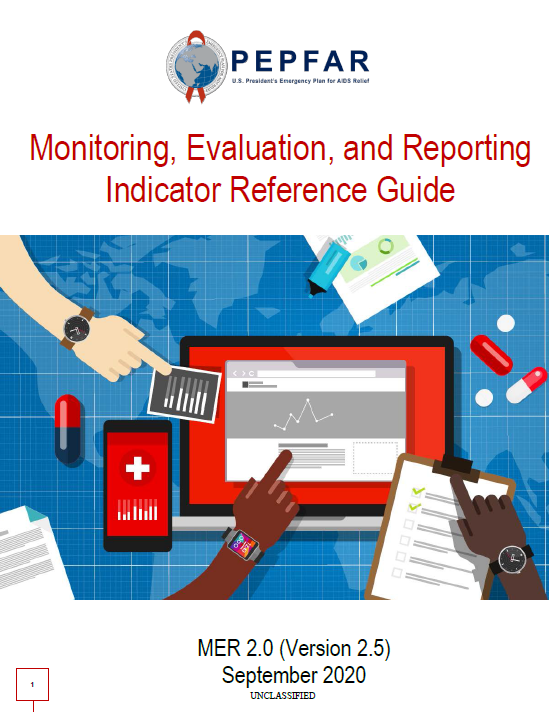 PEPFAR
U.S. President's Emergency Plan for AIDS Relief
Monitoring, Evaluation, and Reporting
Indicator Reference Guide
MER 2.0 (Version 2.5)
September 2020
UNCLASSIFIED
1